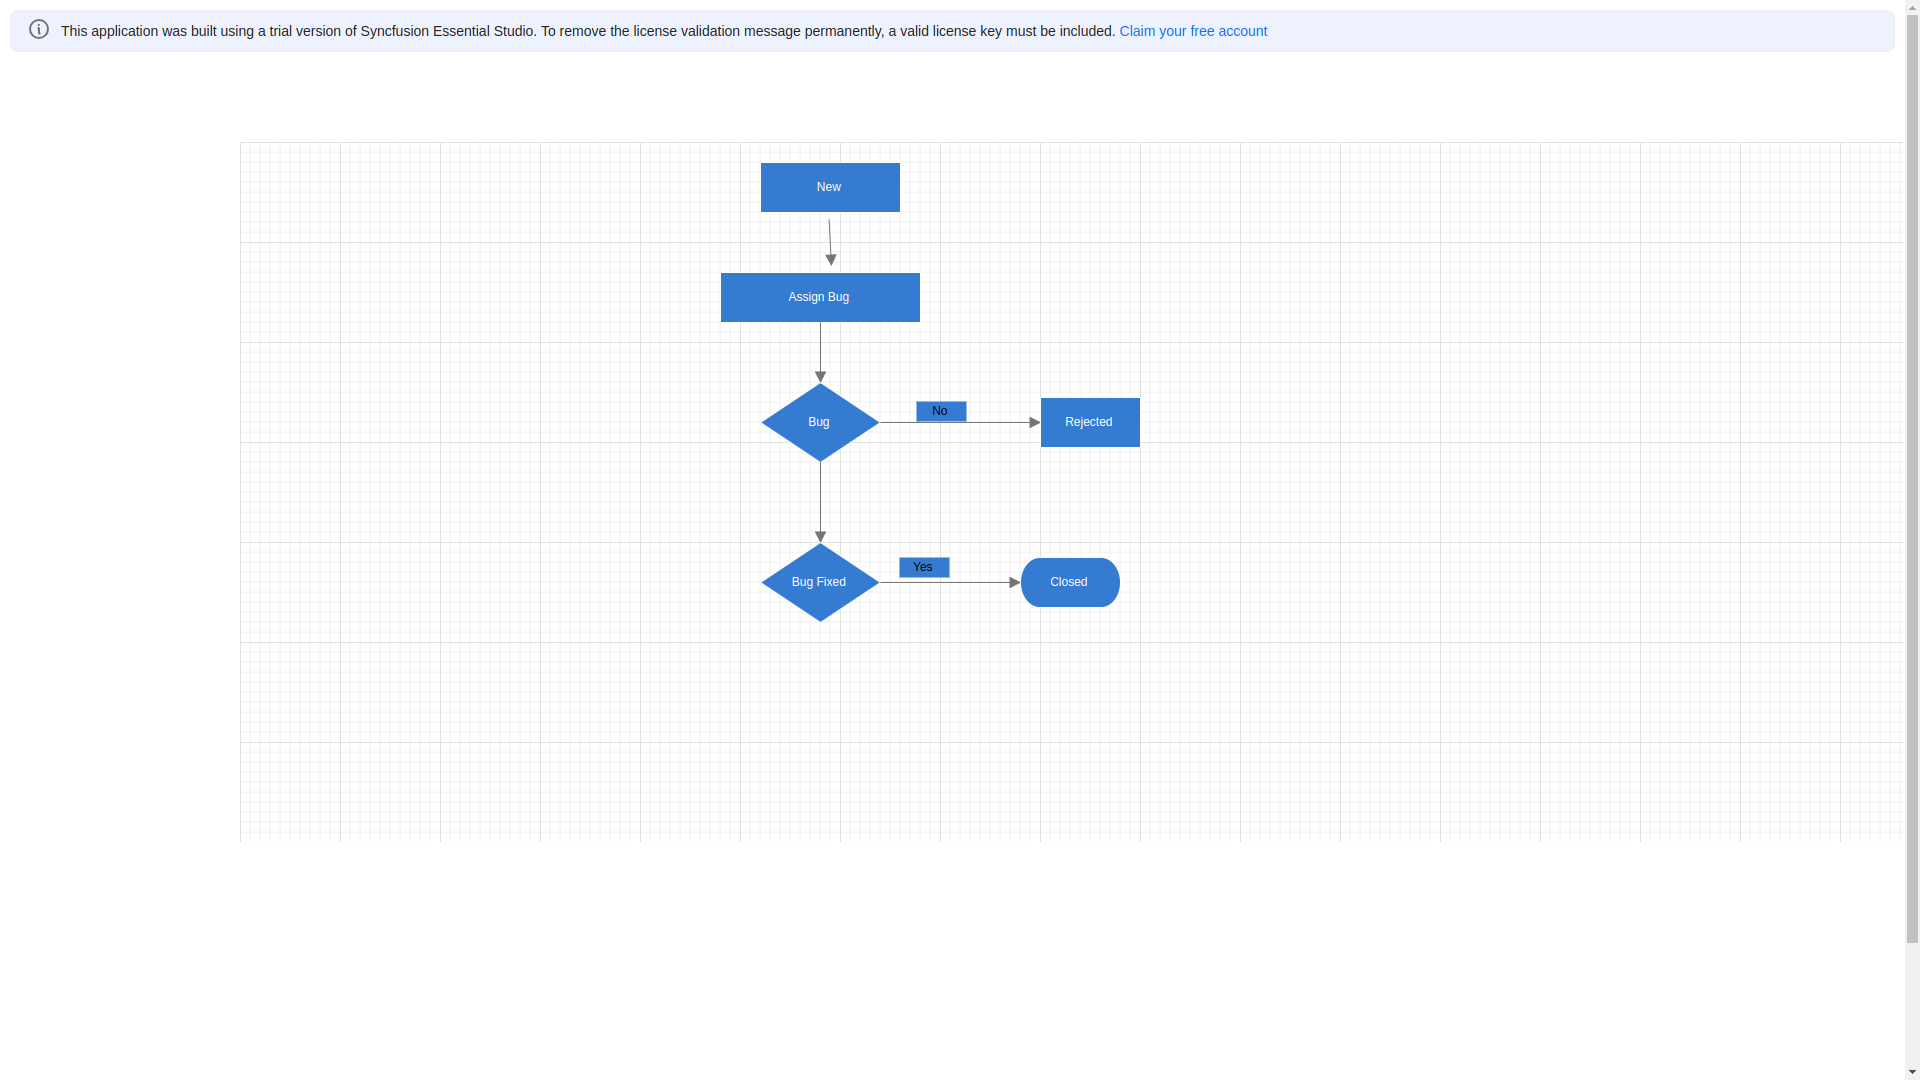 This application was built using a trial version of Syncfusion Essential Studio. To remove the license validation message permanently, a valid license key must be included. Claim your free account
New
Assign Bug
Bug
No
Rejected
Bug Fixed
Yes
Closed